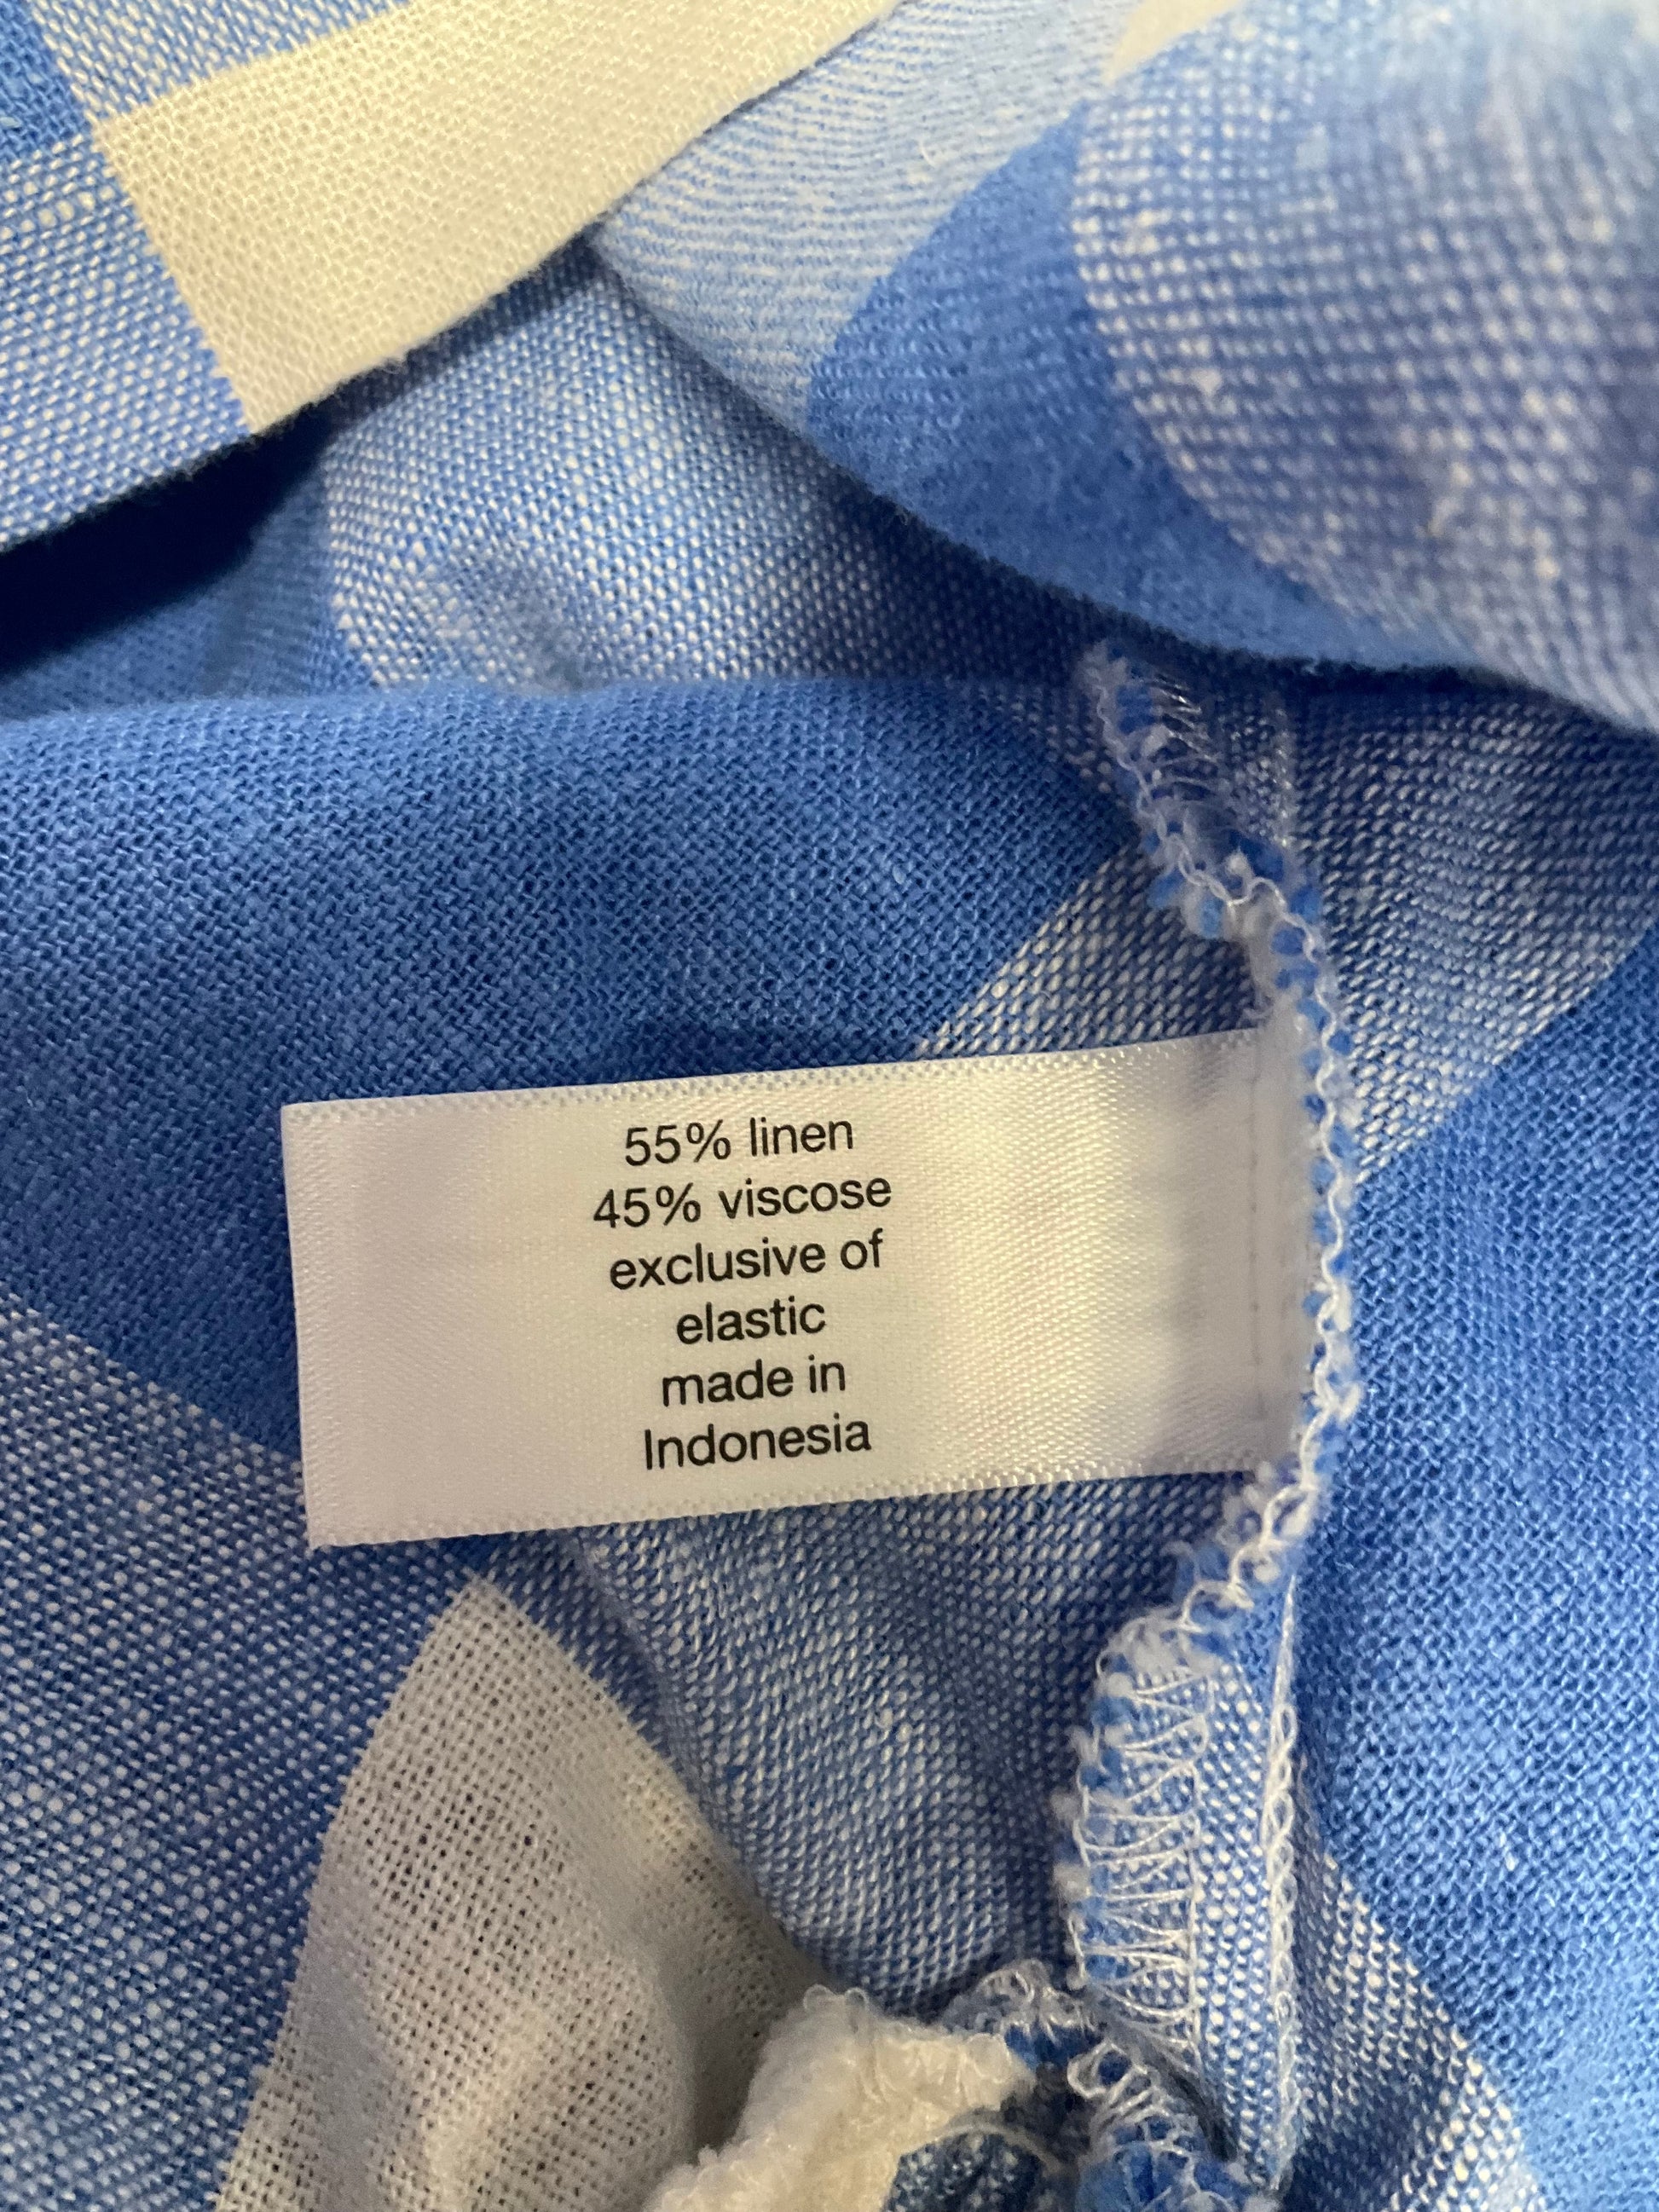 55% linen
45% viscose
exclusive of
elastic
made in
Indonesia